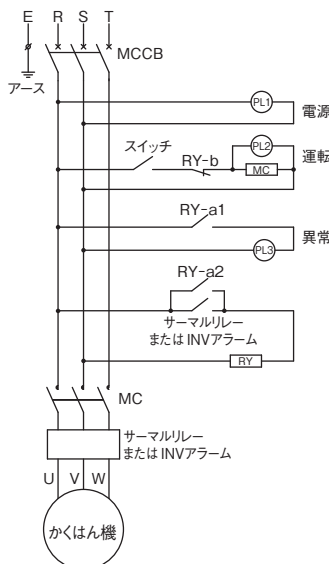 E R S T
MCCB
アース
PL1
電源
スイッチ
RY-b
PL2
運転
MC
RY-a1
異常
PL3
RY-a2
サーマルリレー
またはINVアラーム
RY
MC
サーマルリレー
またはINVアラーム
U V W
かくはん機